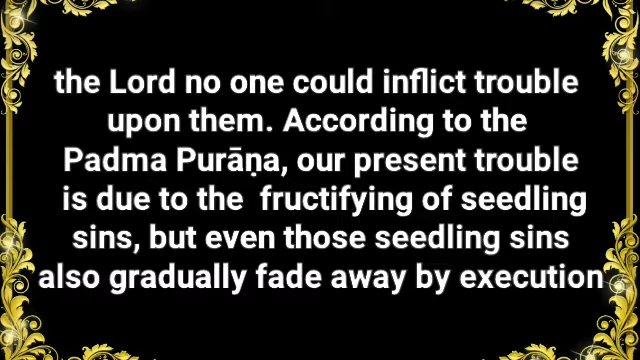 the Lord no one could inflict trouble
upon them. According to the
Padma Purāṇa, our present trouble
is due to the fructifying of seedling
sins, but even those seedling sins
also gradually fade away by execution